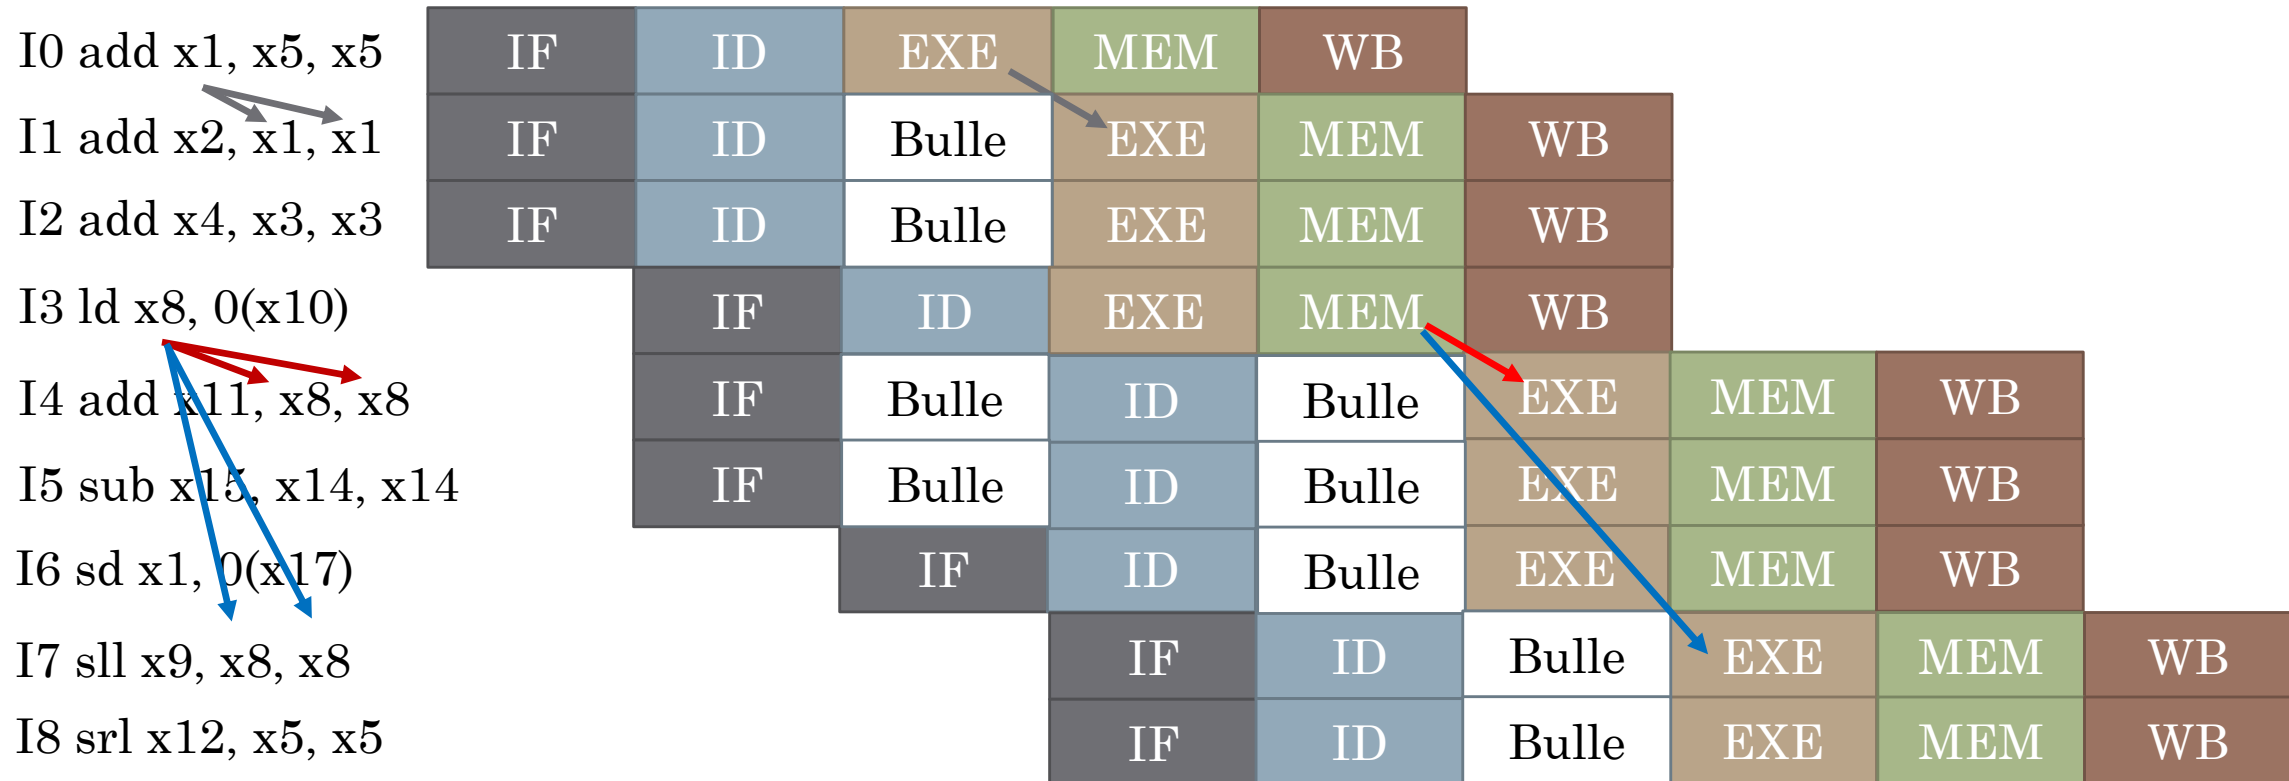 I0 add x1, x5, x5 IF ID EXE MEM WB
I1 add x2, x1, x1 IF ID Bulle EXE MEM WB
I2 add x4, x3, x3 IF ID Bulle EXE MEM WB
I3 ld x8, 0(x10) IF ID EXE MEM WB
I4 add x11, x8, x8 IF Bulle ID Bulle EXE MEM WB
I5 sub x15, x14, x14 IF Bulle ID Bulle EXE MEM WB
I6 sd x1, 0(x17) IF ID Bulle EXE MEM WB
I7 sll x9, x8, x8 IF ID Bulle EXE MEM WB
I8 srl x12, x5, x5 IF ID Bulle EXE MEM WB